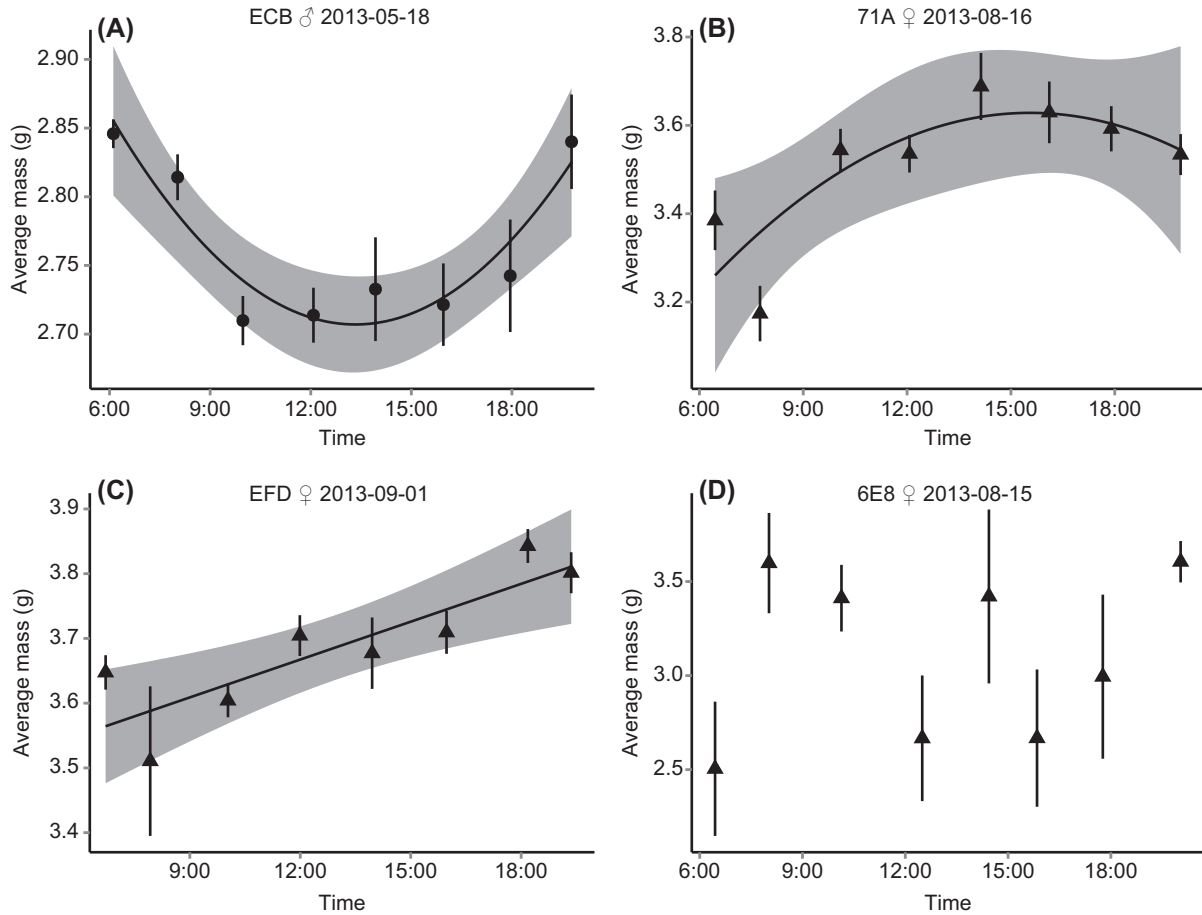 (A) ECB ♂ 2013-05-18
2.90
2.85
2.80
2.75
2.70
Average mass (g)
6:00 9:00 12:00 15:00 18:00
Time
(B) 71A ♀ 2013-08-16
3.8
3.6
3.4
3.2
Average mass (g)
6:00 9:00 12:00 15:00 18:00
Time
(C) EFD ♀ 2013-09-01
3.9
3.8
3.7
3.6
3.5
3.4
Average mass (g)
9:00 12:00 15:00 18:00
Time
(D) 6E8 ♀ 2013-08-15
3.5
3.0
2.5
Average mass (g)
6:00 9:00 12:00 15:00 18:00
Time